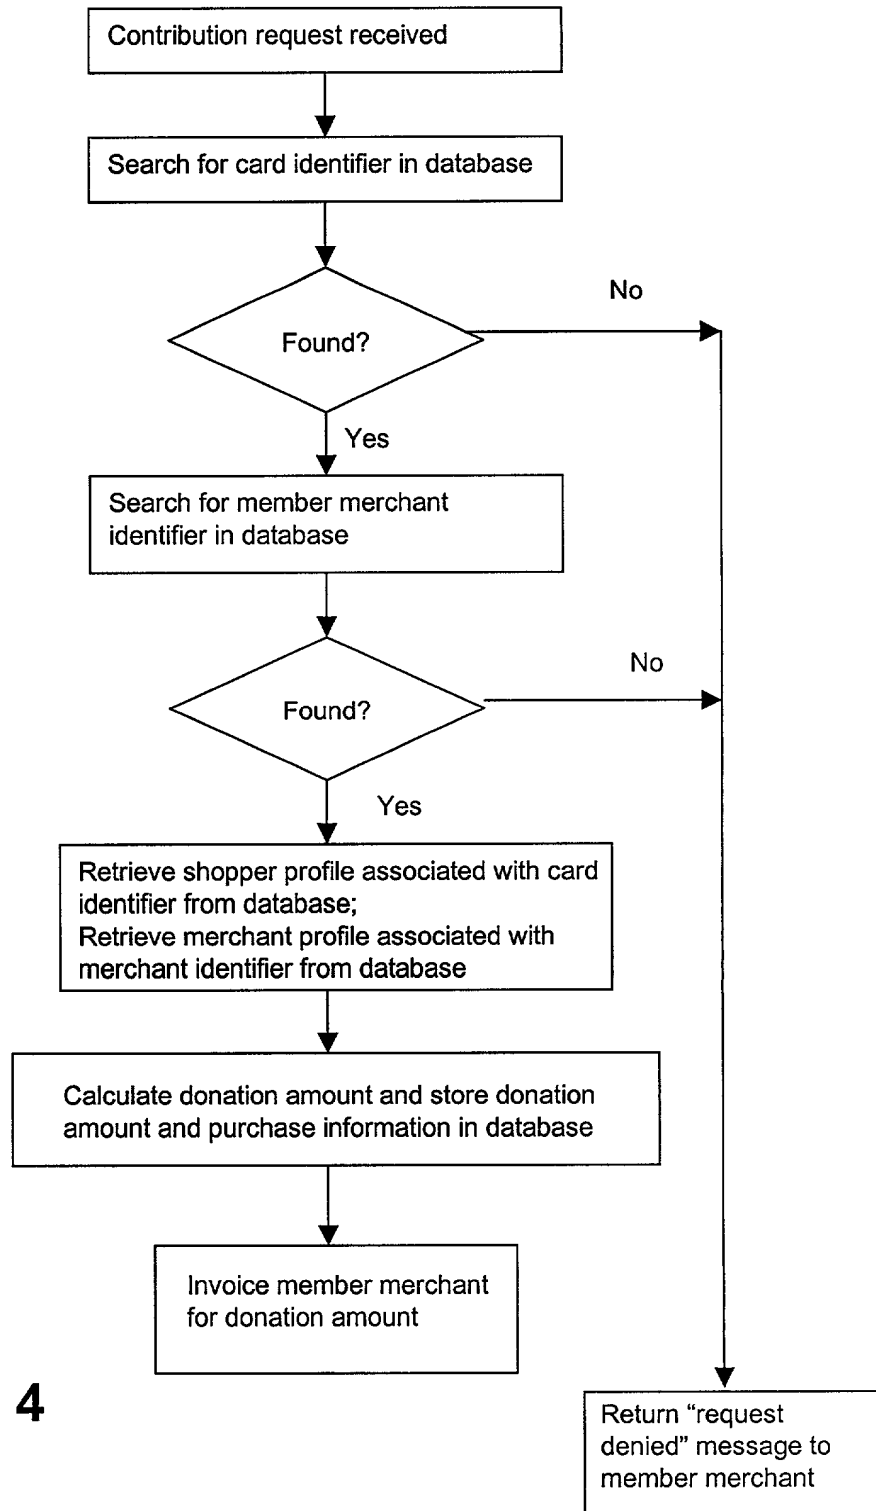 Contribution request received
Search for card identifier in database
No
Found?
Yes
Search for member merchant
identifier in database
No
Found?
Yes
Retrieve shopper profile associated with card
identifier from database;
Retrieve merchant profile associated with
merchant identifier from database
Calculate donation amount and store donation
amount and purchase information in database
Invoice member merchant
for donation amount
4
Return “request
denied” message to
member merchant